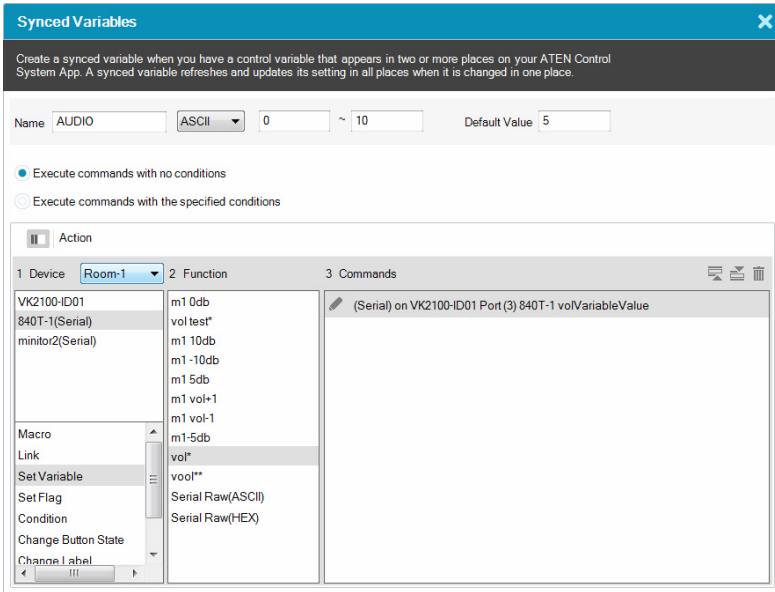 Synced Variables
Create a synced variable when you have a control variable that appears in two or more places on your ATEN Control
System App. A synced variable refreshes and updates its setting in all places when it is changed in one place.
Name AUDIO ASCII 0 ~ 10 Default Value 5
Execute commands with no conditions
Execute commands with the specified conditions
Action
1 Device Room-1 2 Function 3 Commands
VK2100-ID01
840T-1(Serial)
minitor2(Serial)
Macro
Link
Set Variable
Set Flag
Condition
Change Button State
Change Label
m1 0db
vol test*
m1 10db
m1 -10db
m1 5db
m1 vol+1
m1 vol-1
m1-5db
vol*
vool**
Serial Raw(ASCII)
Serial Raw(HEX)
(Serial) on VK2100-ID01 Port (3) 840T-1 volVariableValue